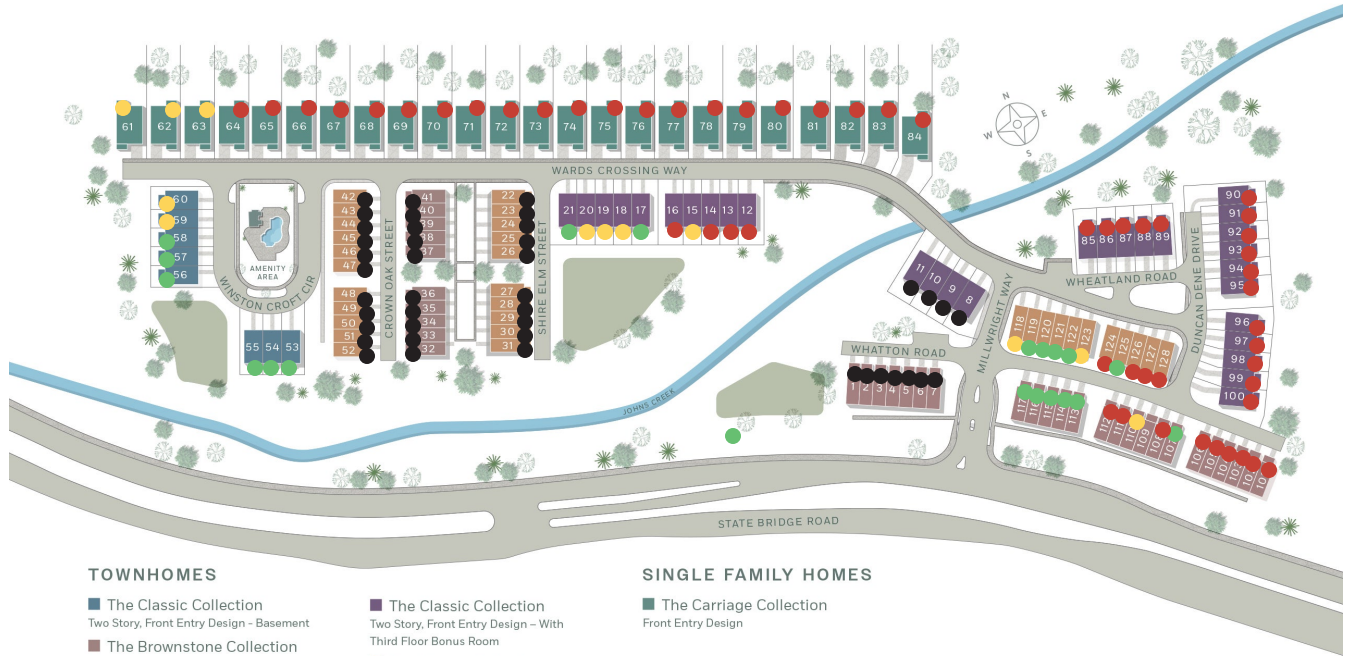 N
E
W
S
61 62 63 64 65 66 67 68 69 70 71 72 73 74 75 76 77 78 79 80 81 82 83 84
WARDS CROSSING WAY
60
59
58
57
56
AMENITY
AREA
WINSTON CROFT CIR
55 54 53
42
43
44
45
46
47
48
49
50
51
52
CROWN OAK STREET
41
40
39
38
37
36
35
34
33
32
22
23
24
25
26
27
28
29
30
31
SHIRE ELM STREET
21 20 19 18 17
16 15 14 13 12
11 10 9 8
85 86 87 88 89
90
91
92
93
94
95
WHEATLAND ROAD
DUNCAN DENE DRIVE
96
97
98
99
100
MILLWRIGHT WAY
118 119 120 121 122 123
124 125 126 127 128
WHATTON ROAD
1 2 3 4 5 6 7
JOHNS CREEK
STATE BRIDGE ROAD
TOWNHOMES
The Classic Collection
Two Story, Front Entry Design - Basement
The Brownstone Collection
The Classic Collection
Two Story, Front Entry Design – With
Third Floor Bonus Room
SINGLE FAMILY HOMES
The Carriage Collection
Front Entry Design